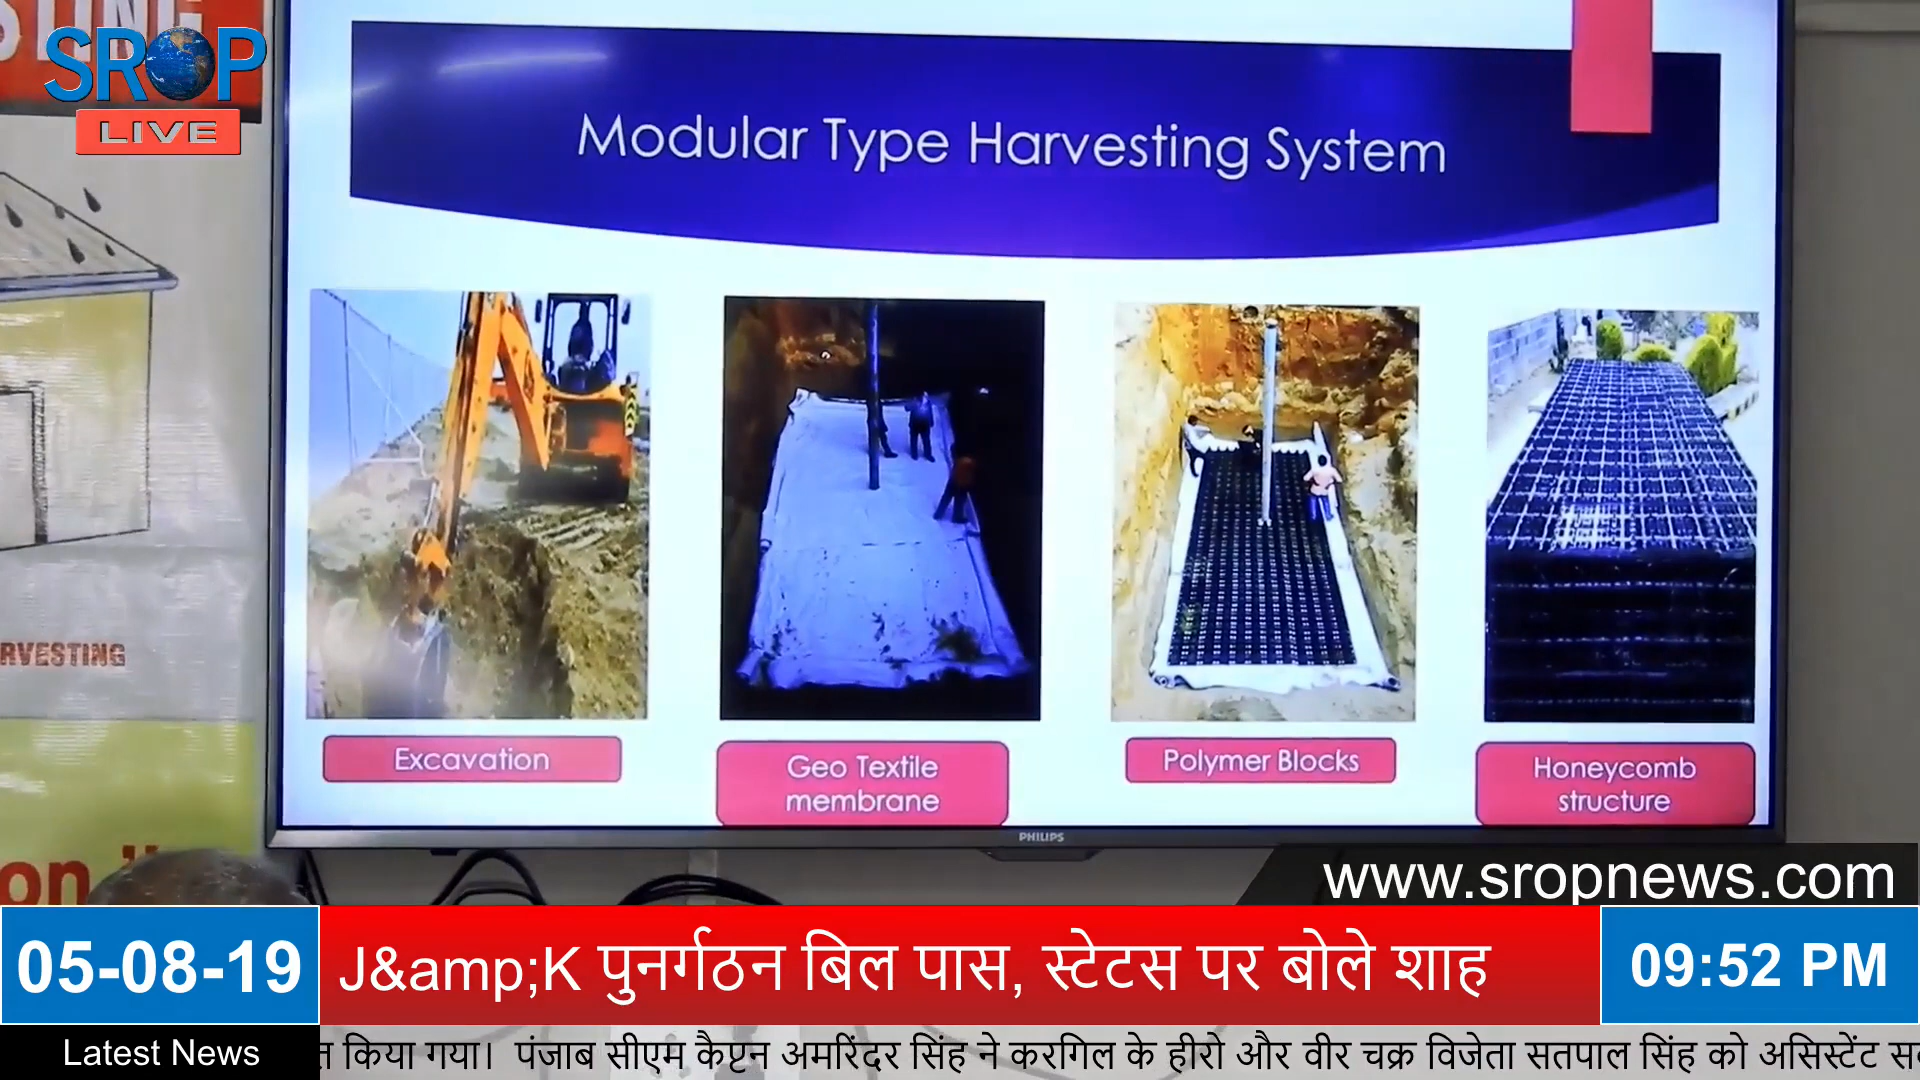 STING
SROP
LIVE
Modular Type Harvesting System
RVESTING
Excavation
Geo Textile
membrane
Polymer Blocks
Honeycomb
structure
PHILIPS
on "
www.sropnews.com
05-08-19
J&amp;K पुनर्गठन बिल पास, स्टेटस पर बोले शाह
09:52 PM
Latest News
त किया गया। पंजाब सीएम कैप्टन अमरिंदर सिंह ने करगिल के हीरो और वीर चक्र विजेता सतपाल सिंह को असिस्टेंट